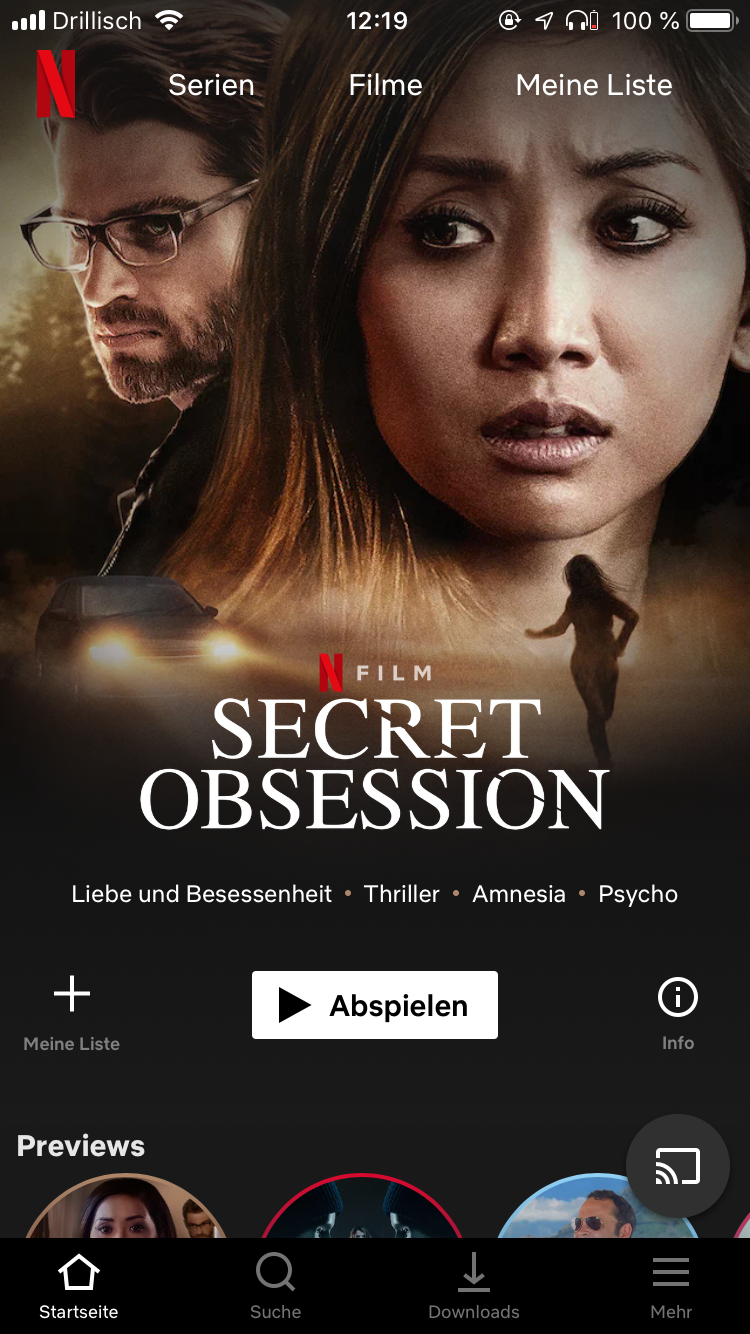 Drillisch 12:19 100 %
N Serien Filme Meine Liste
N FILM
SECRET
OBSESSION
Liebe und Besessenheit • Thriller • Amnesia • Psycho
Abspielen
Meine Liste Info
Previews
Startseite Suche Downloads Mehr